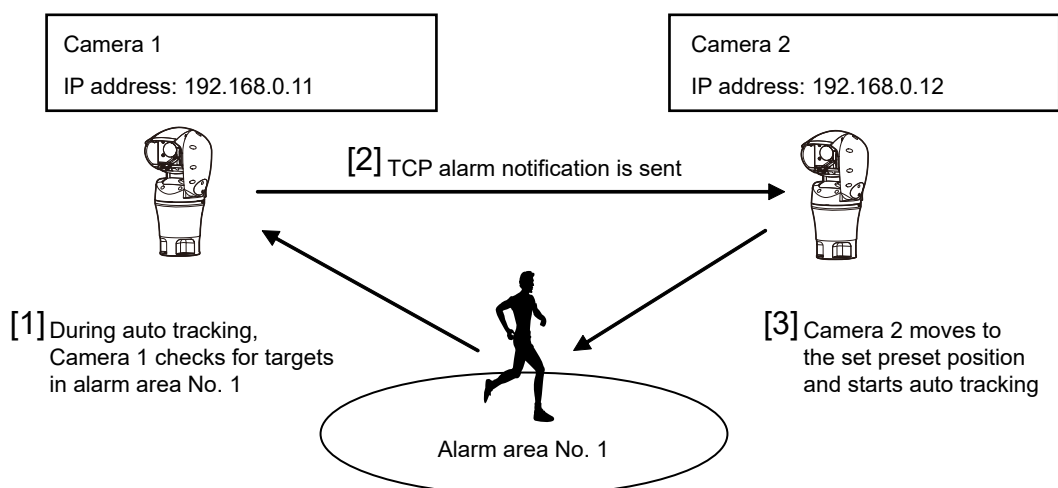 Camera 1
IP address: 192.168.0.11
Camera 2
IP address: 192.168.0.12
[2] TCP alarm notification is sent
[1] During auto tracking,
Camera 1 checks for targets
in alarm area No. 1
[3] Camera 2 moves to
the set preset position
and starts auto tracking
Alarm area No. 1